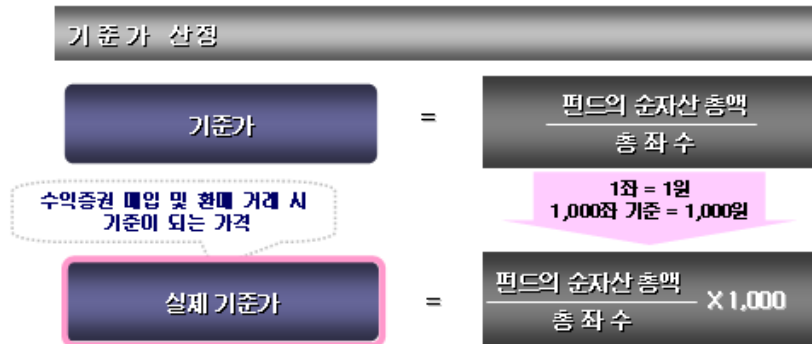 기준가 산정
기준가
=
펀드의 순자산 총액
총 좌 수
수익증권 매입 및 환매 거래 시
기준이 되는 가격
1좌 = 1원
1,000좌 기준 = 1,000원
실제 기준가
=
펀드의 순자산 총액
총 좌 수
X 1,000